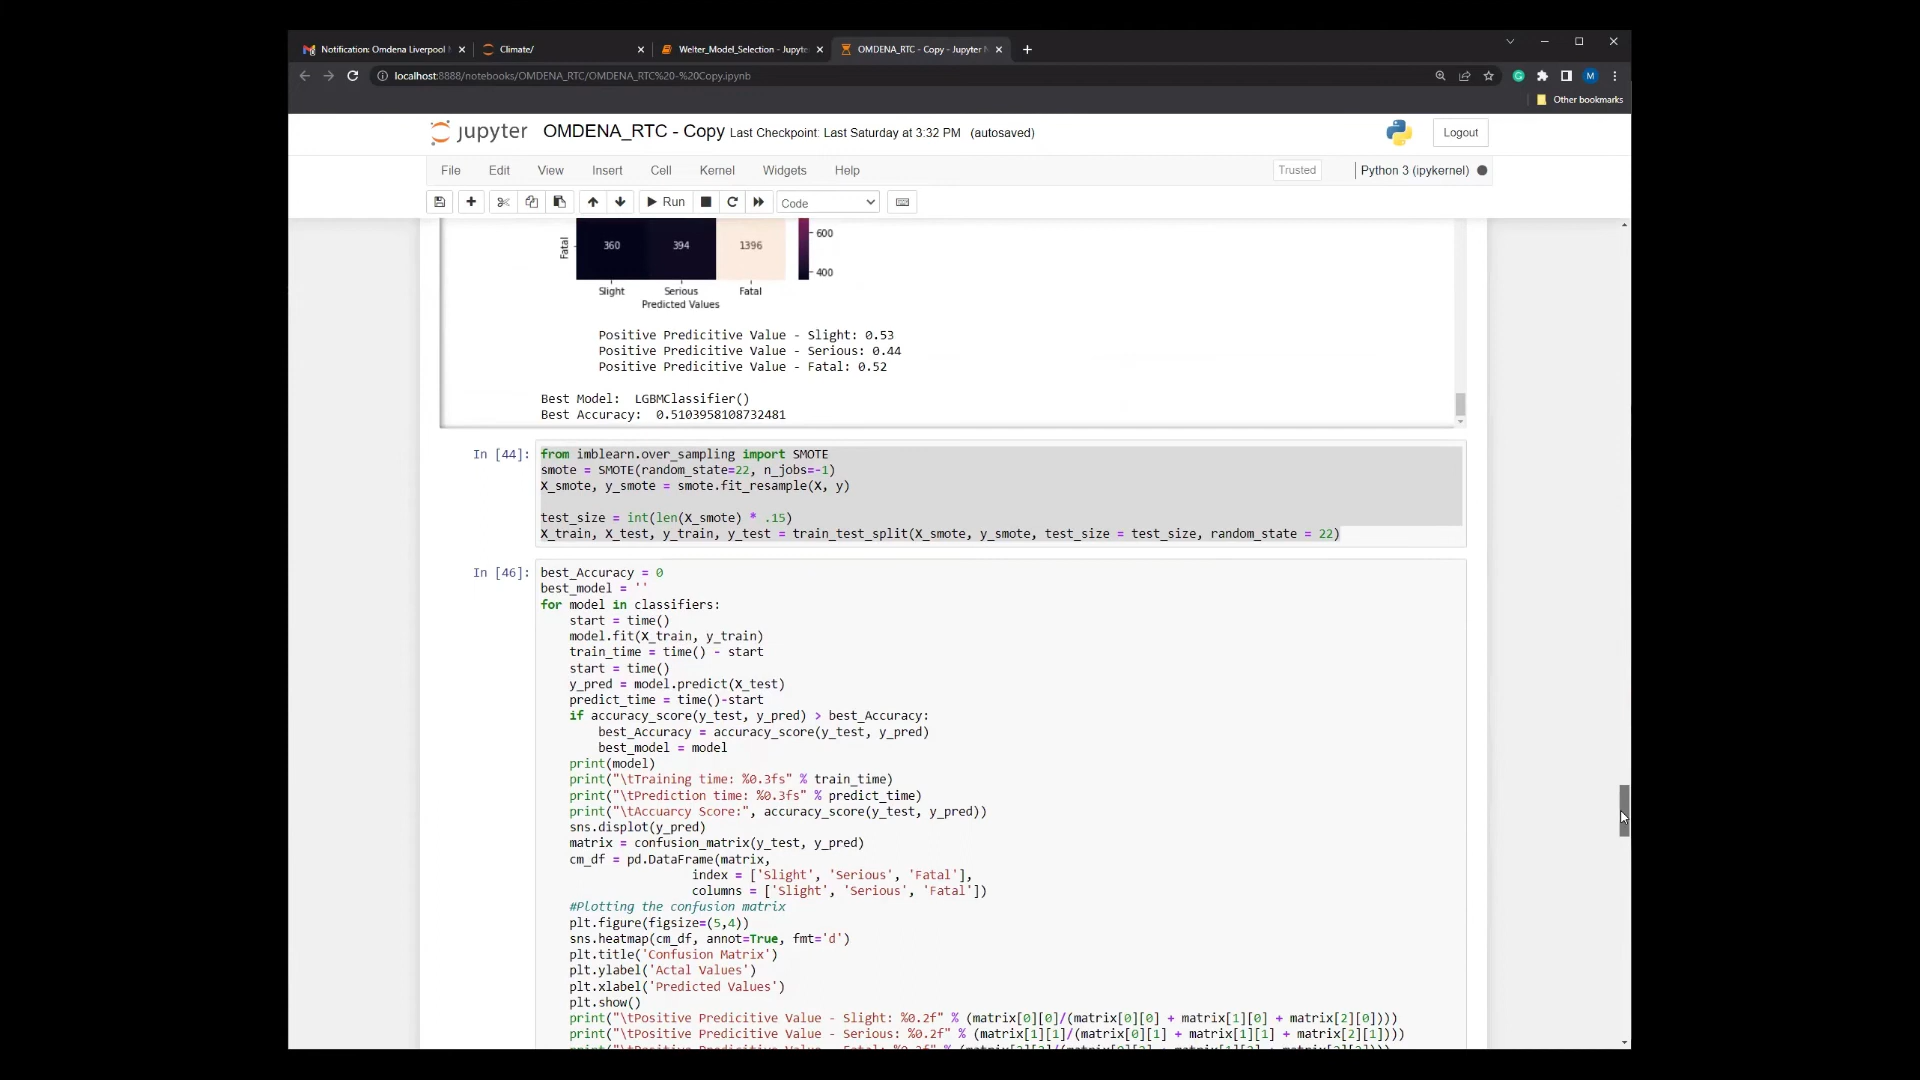 Notification: Omdena Liverpool
Climate/
Welter_Model_Selection - Jupyte
OMDENA_RTC - Copy - Jupyter N
localhost:8888/notebooks/OMDENA_RTC/OMDENA_RTC%20-%20Copy.ipynb
M
Other bookmarks
jupyter OMDENA_RTC - Copy Last Checkpoint: Last Saturday at 3:32 PM (autosaved)
Logout
File Edit View Insert Cell Kernel Widgets Help
Trusted
Python 3 (ipykernel)
Run
Code
Fatal
360 394 1396
600
400
Slight Serious Fatal
Predicted Values
Positive Predicitive Value - Slight: 0.53
Positive Predicitive Value - Serious: 0.44
Positive Predicitive Value - Fatal: 0.52
Best Model:  LGBMClassifier()
Best Accuracy:  0.5103958108732481
In [44]:
from imblearn.over_sampling import SMOTE
smote = SMOTE(random_state=22, n_jobs=-1)
X_smote, y_smote = smote.fit_resample(X, y)
test_size = int(len(X_smote) * .15)
X_train, X_test, y_train, y_test = train_test_split(X_smote, y_smote, test_size = test_size, random_state = 22)
In [46]:
best_Accuracy = 0
best_model = ''
for model in classifiers:
start = time()
model.fit(X_train, y_train)
train_time = time() - start
start = time()
y_pred = model.predict(X_test)
predict_time = time()-start
if accuracy_score(y_test, y_pred) > best_Accuracy:
best_Accuracy = accuracy_score(y_test, y_pred)
best_model = model
print(model)
print("\tTraining time: %0.3fs" % train_time)
print("\tPrediction time: %0.3fs" % predict_time)
print("\tAccuarcy Score:", accuracy_score(y_test, y_pred))
sns.displot(y_pred)
matrix = confusion_matrix(y_test, y_pred)
cm_df = pd.DataFrame(matrix,
index = ['Slight', 'Serious', 'Fatal'],
columns = ['Slight', 'Serious', 'Fatal'])
#Plotting the confusion matrix
plt.figure(figsize=(5,4))
sns.heatmap(cm_df, annot=True, fmt='d')
plt.title('Confusion Matrix')
plt.ylabel('Actal Values')
plt.xlabel('Predicted Values')
plt.show()
print("\tPositive Predicitive Value - Slight: %0.2f" % (matrix[0][0]/(matrix[0][0] + matrix[1][0] + matrix[2][0])))
print("\tPositive Predicitive Value - Serious: %0.2f" % (matrix[1][1]/(matrix[0][1] + matrix[1][1] + matrix[2][1])))